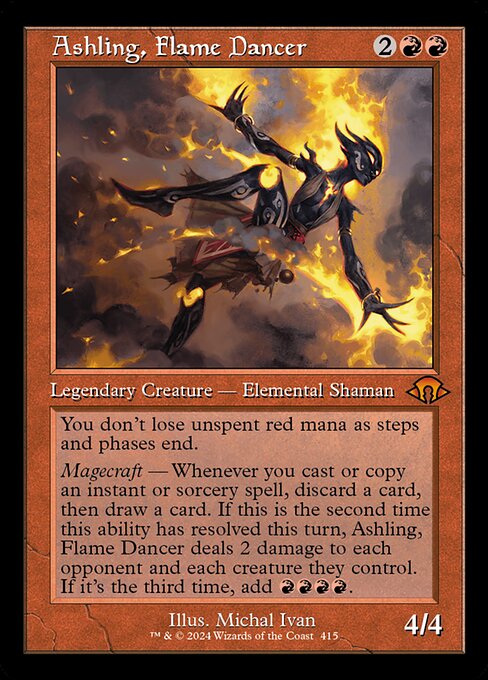 Ashling, Flame Dancer 2
Legendary Creature — Elemental Shaman
You don't lose unspent red mana as steps
and phases end.
Magecraft — Whenever you cast or copy
an instant or sorcery spell, discard a card,
then draw a card. If this is the second time
this ability has resolved this turn, Ashling,
Flame Dancer deals 2 damage to each
opponent and each creature they control.
If it's the third time, add .
Illus. Michal Ivan
™ & © 2024 Wizards of the Coast 415
4/4